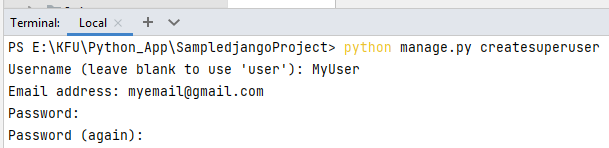 Terminal: Local × + ∨
PS E:\KFU\Python_App\SampledjangoProject> python manage.py createsuperuser
Username (leave blank to use 'user'): MyUser
Email address: myemail@gmail.com
Password:
Password (again):